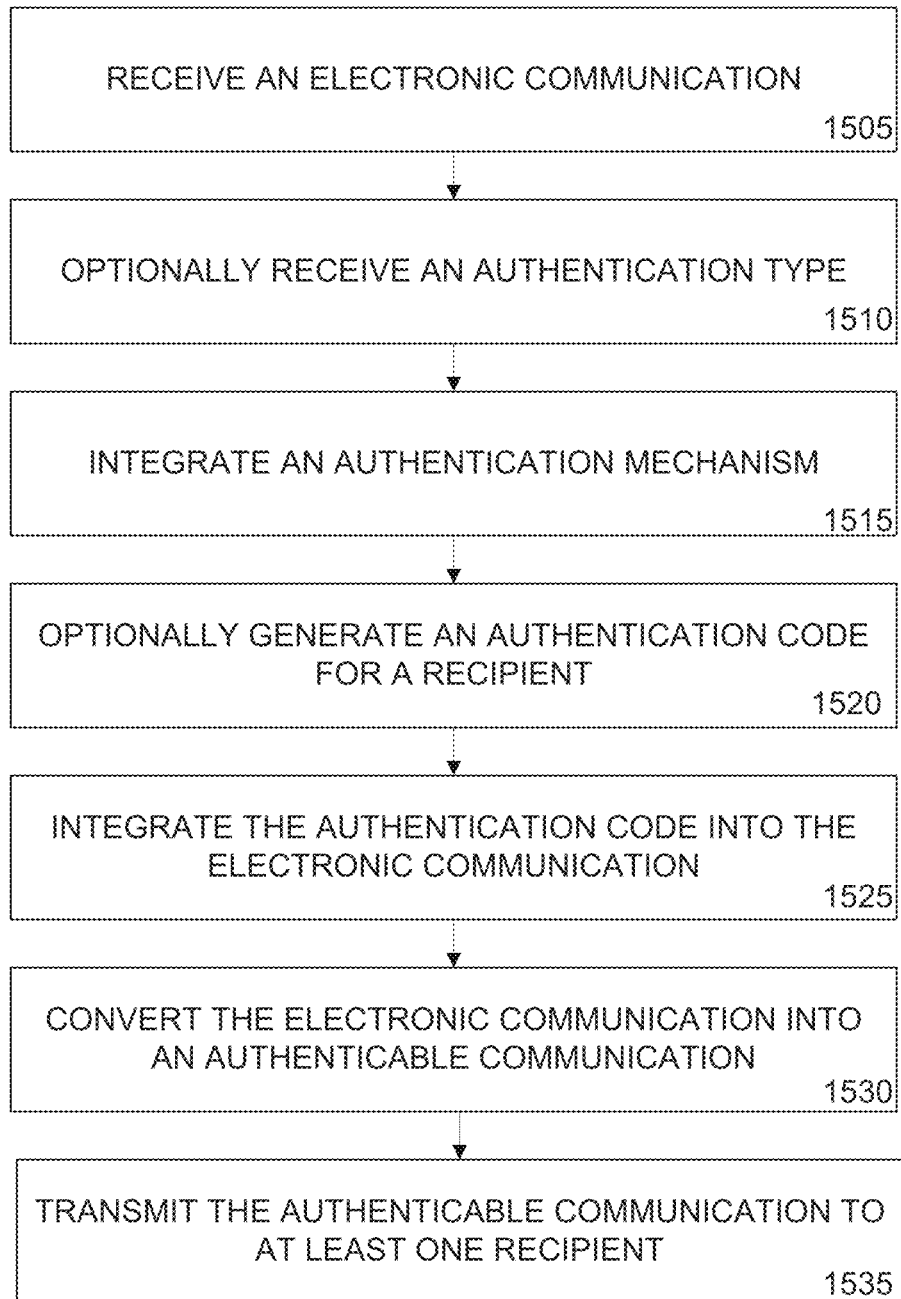 RECEIVE AN ELECTRONIC COMMUNICATION
1505
OPTIONALLY RECEIVE AN AUTHENTICATION TYPE
1510
INTEGRATE AN AUTHENTICATION MECHANISM
1515
OPTIONALLY GENERATE AN AUTHENTICATION CODE
FOR A RECIPIENT
1520
INTEGRATE THE AUTHENTICATION CODE INTO THE
ELECTRONIC COMMUNICATION
1525
CONVERT THE ELECTRONIC COMMUNICATION INTO
AN AUTHENTICABLE COMMUNICATION
1530
TRANSMIT THE AUTHENTICABLE COMMUNICATION TO
AT LEAST ONE RECIPIENT
1535